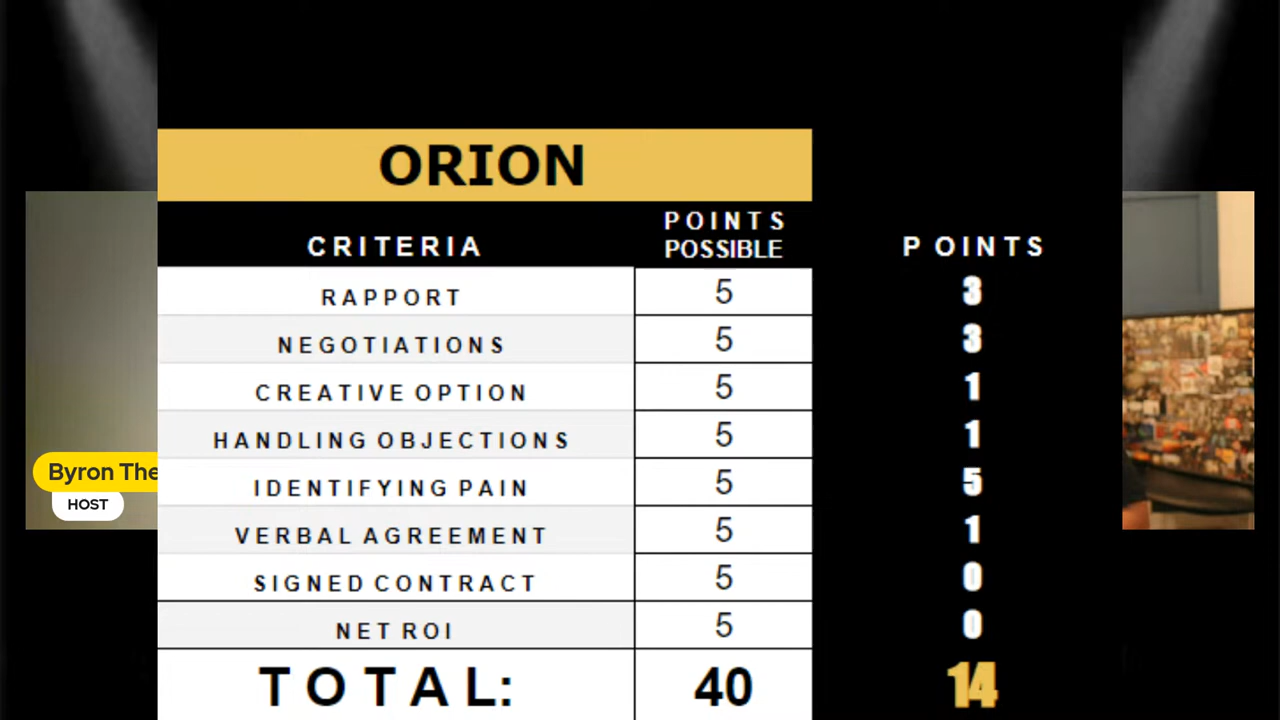 ORION
CRITERIA POINTS POSSIBLE POINTS
RAPPORT 5 3
NEGOTIATIONS 5 3
CREATIVE OPTION 5 1
HANDLING OBJECTIONS 5 1
IDENTIFYING PAIN 5 5
VERBAL AGREEMENT 5 1
SIGNED CONTRACT 5 0
NET ROI 5 0
TOTAL: 40 14
Byron The
HOST